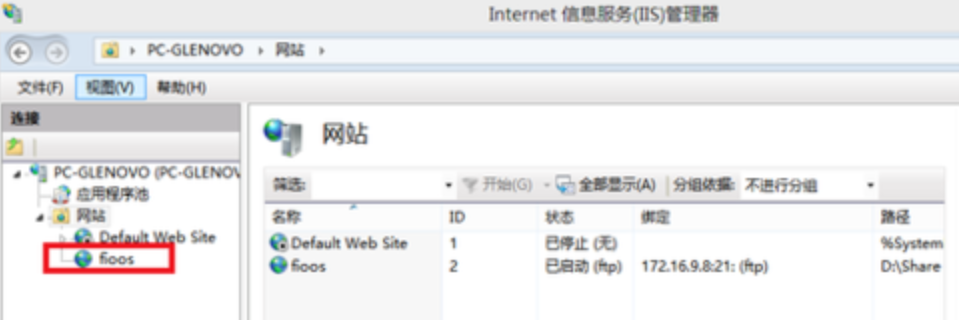 Internet 信息服务(IIS)管理器
PC-GLENOVO 网站
文件(F) 视图(V) 帮助(H)
连接
网站
PC-GLENOVO (PC-GLENOV
应用程序池
网站
Default Web Site
fioos
筛选: 开始(G) 全部显示(A) 分组依据: 不进行分组
名称 ID 状态 绑定 路径
Default Web Site 1 已停止 (无) %System
fioos 2 已启动 (ftp) 172.16.9.8:21: (ftp) D:\Share